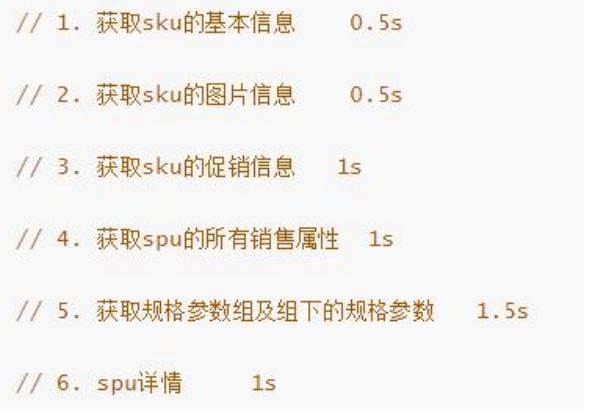 // 1. 获取sku的基本信息 0.5s
// 2. 获取sku的图片信息 0.5s
// 3. 获取sku的促销信息 1s
// 4. 获取spu的所有销售属性 1s
// 5. 获取规格参数组及组下的规格参数 1.5s
// 6. spu详情 1s